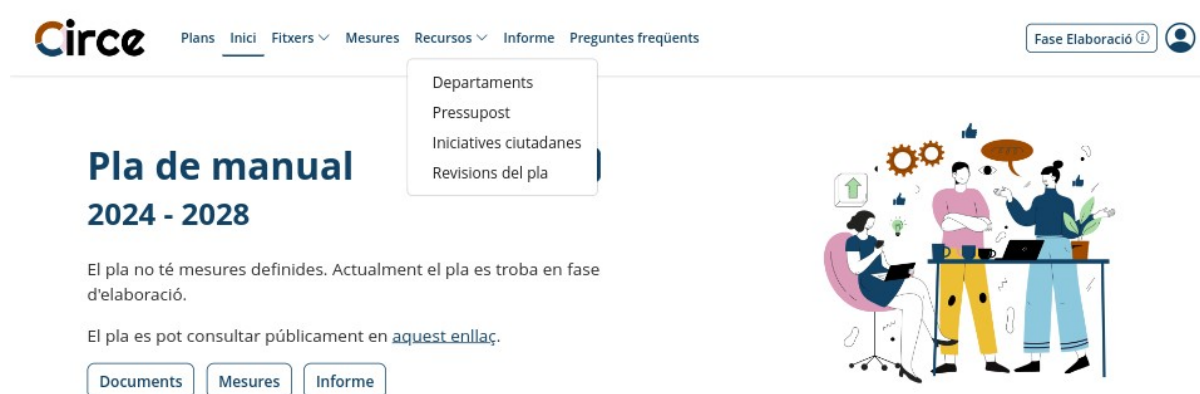 Circe
Plans Inici Fitxers Mesures Recursos Informe Preguntes freqüents
Fase Elaboració
Departaments
Pressupost
Iniciatives ciutadanes
Revisions del pla
Pla de manual
2024 - 2028
El pla no té mesures definides. Actualment el pla es troba en fase
d'elaboració.
El pla es pot consultar públicament en aquest enllaç.
Documents Mesures Informe